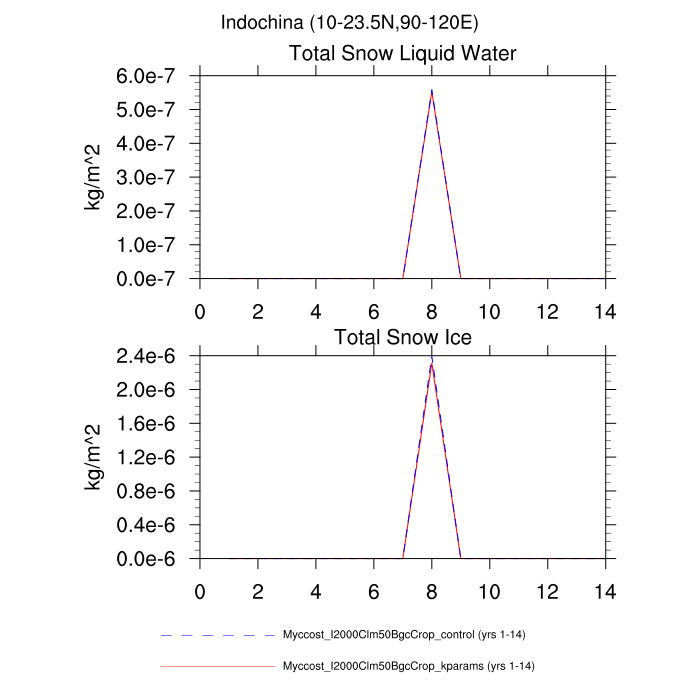 Indochina (10-23.5N,90-120E)
Total Snow Liquid Water
6.0e-7
5.0e-7
4.0e-7
3.0e-7
2.0e-7
1.0e-7
0.0e-7
kg/m^2
0 2 4 6 8 10 12 14
Total Snow Ice
2.4e-6
2.0e-6
1.6e-6
1.2e-6
0.8e-6
0.4e-6
0.0e-6
kg/m^2
0 2 4 6 8 10 12 14
Myccost_I2000Clm50BgcCrop_control (yrs 1-14)
Myccost_I2000Clm50BgcCrop_kparams (yrs 1-14)